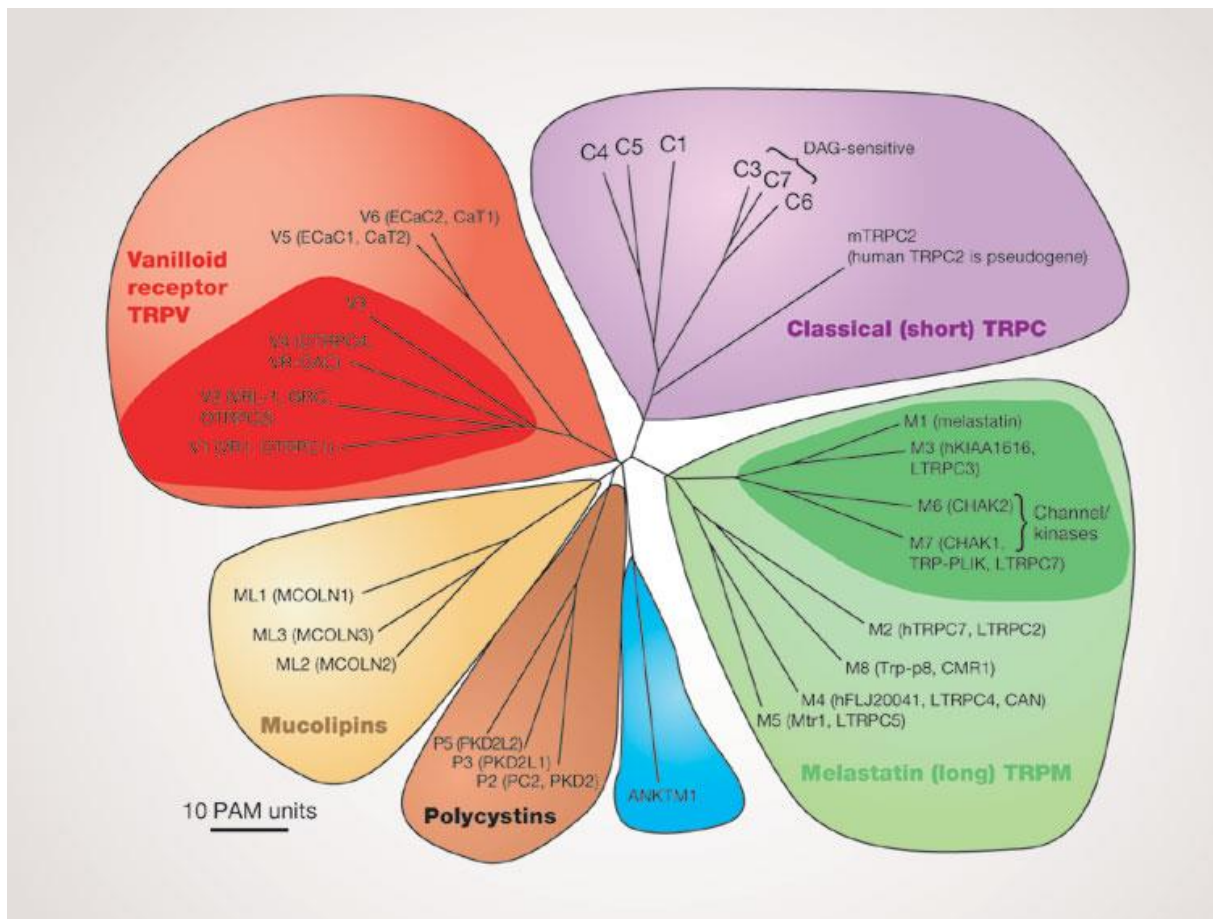 C4 C5 C1
C3
C7
C6
DAG-sensitive
mTRPC2
(human TRPC2 is pseudogene)
Classical (short) TRPC
V6 (ECaC2, CaT1)
V5 (ECaC1, CaT2)
Vanilloid
receptor
TRPV
V3
M1 (melastatin)
M3 (hKIAA1616,
LTRPC3)
M6 (CHAK2)
Channel/
kinases
M7 (CHAK1,
TRP-PLIK, LTRPC7)
M2 (hTRPC7, LTRPC2)
M8 (Trp-p8, CMR1)
M4 (hFLJ20041, LTRPC4, CAN)
M5 (Mtr1, LTRPC5)
Melastatin (long) TRPM
ML1 (MCOLN1)
ML3 (MCOLN3)
ML2 (MCOLN2)
Mucolipins
P5 (PKD2L2)
P3 (PKD2L1)
P2 (PC2, PKD2)
Polycystins
ANKTM1
10 PAM units